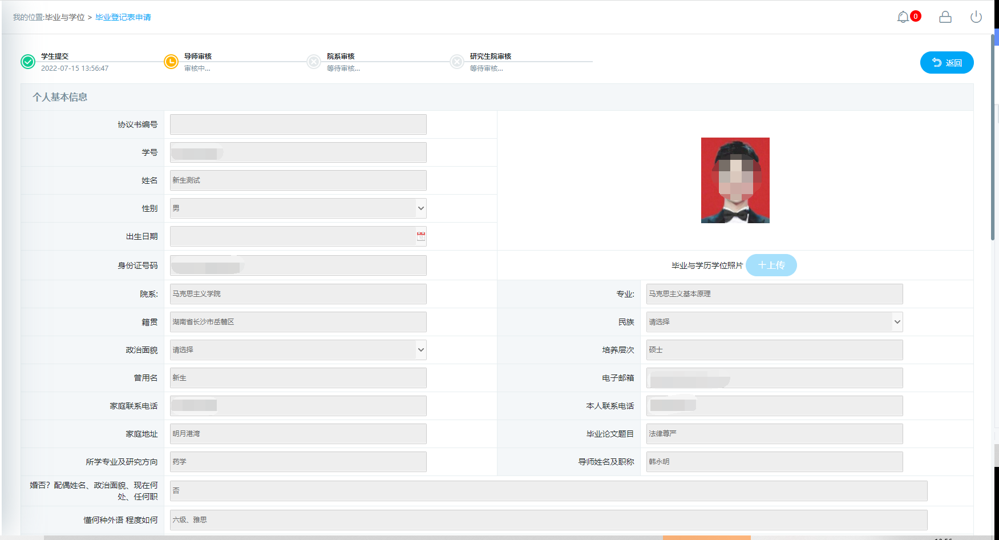 我的位置:毕业与学位 > 毕业登记表申请
0
学生提交
2022-07-15 13:56:47
导师审核
审核中...
院系审核
等待审核...
研究生院审核
等待审核...
返回
个人基本信息
协议书编号
学号
姓名 新生测试
性别 男
出生日期
身份证号码
毕业与学历学位照片 十上传
院系: 马克思主义学院 专业: 马克思主义基本原理
籍贯 湖南省长沙市岳麓区 民族 请选择
政治面貌 请选择 培养层次 硕士
曾用名 新生 电子邮箱
家庭联系电话 本人联系电话
家庭地址 明月港湾 毕业论文题目 法律尊严
所学专业及研究方向 药学 导师姓名及职称 韩永明
婚否？配偶姓名、政治面貌、现在何
处、任何职
否
懂何种外语 程度如何 六级、雅思